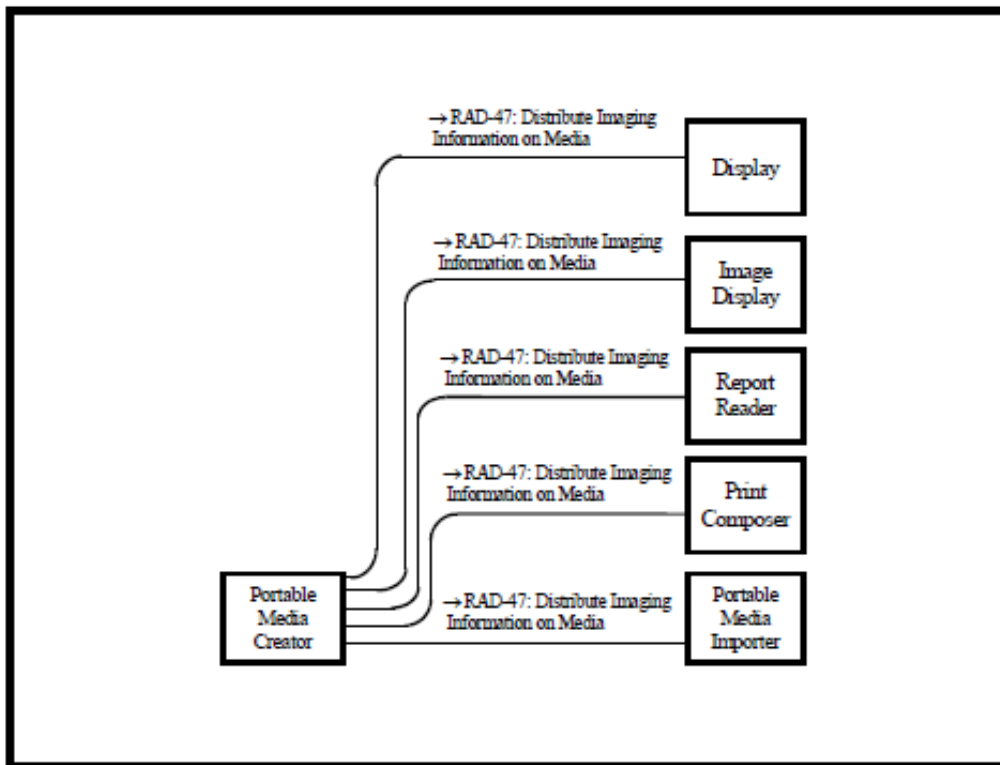 → RAD-47: Distribute Imaging
Information on Media
Display
→ RAD-47: Distribute Imaging
Information on Media
Image
Display
→ RAD-47: Distribute Imaging
Information on Media
Report
Reader
→ RAD-47: Distribute Imaging
Information on Media
Print
Composer
Portable
Media
Creator
→ RAD-47: Distribute Imaging
Information on Media
Portable
Media
Importer